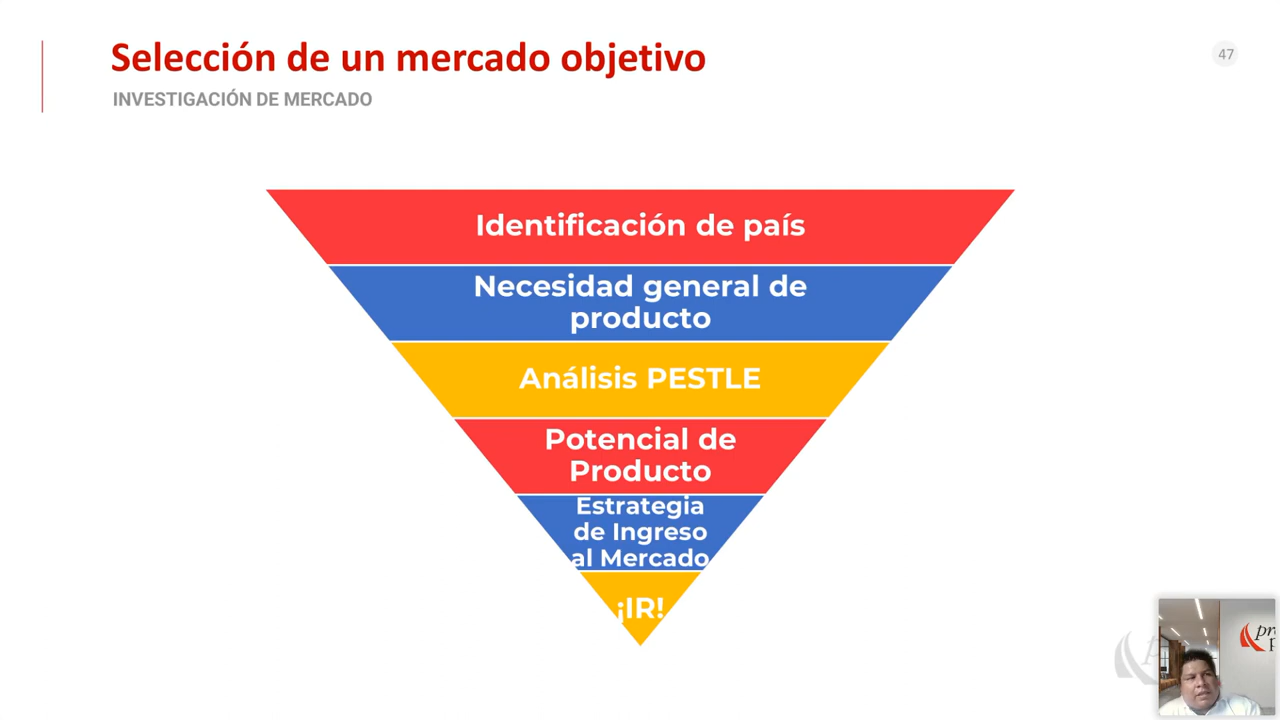 Selección de un mercado objetivo
47
INVESTIGACIÓN DE MERCADO
Identificación de país
Necesidad general de
producto
Análisis PESTLE
Potencial de
Producto
Estrategia
de Ingreso
al Mercado
¡IR!